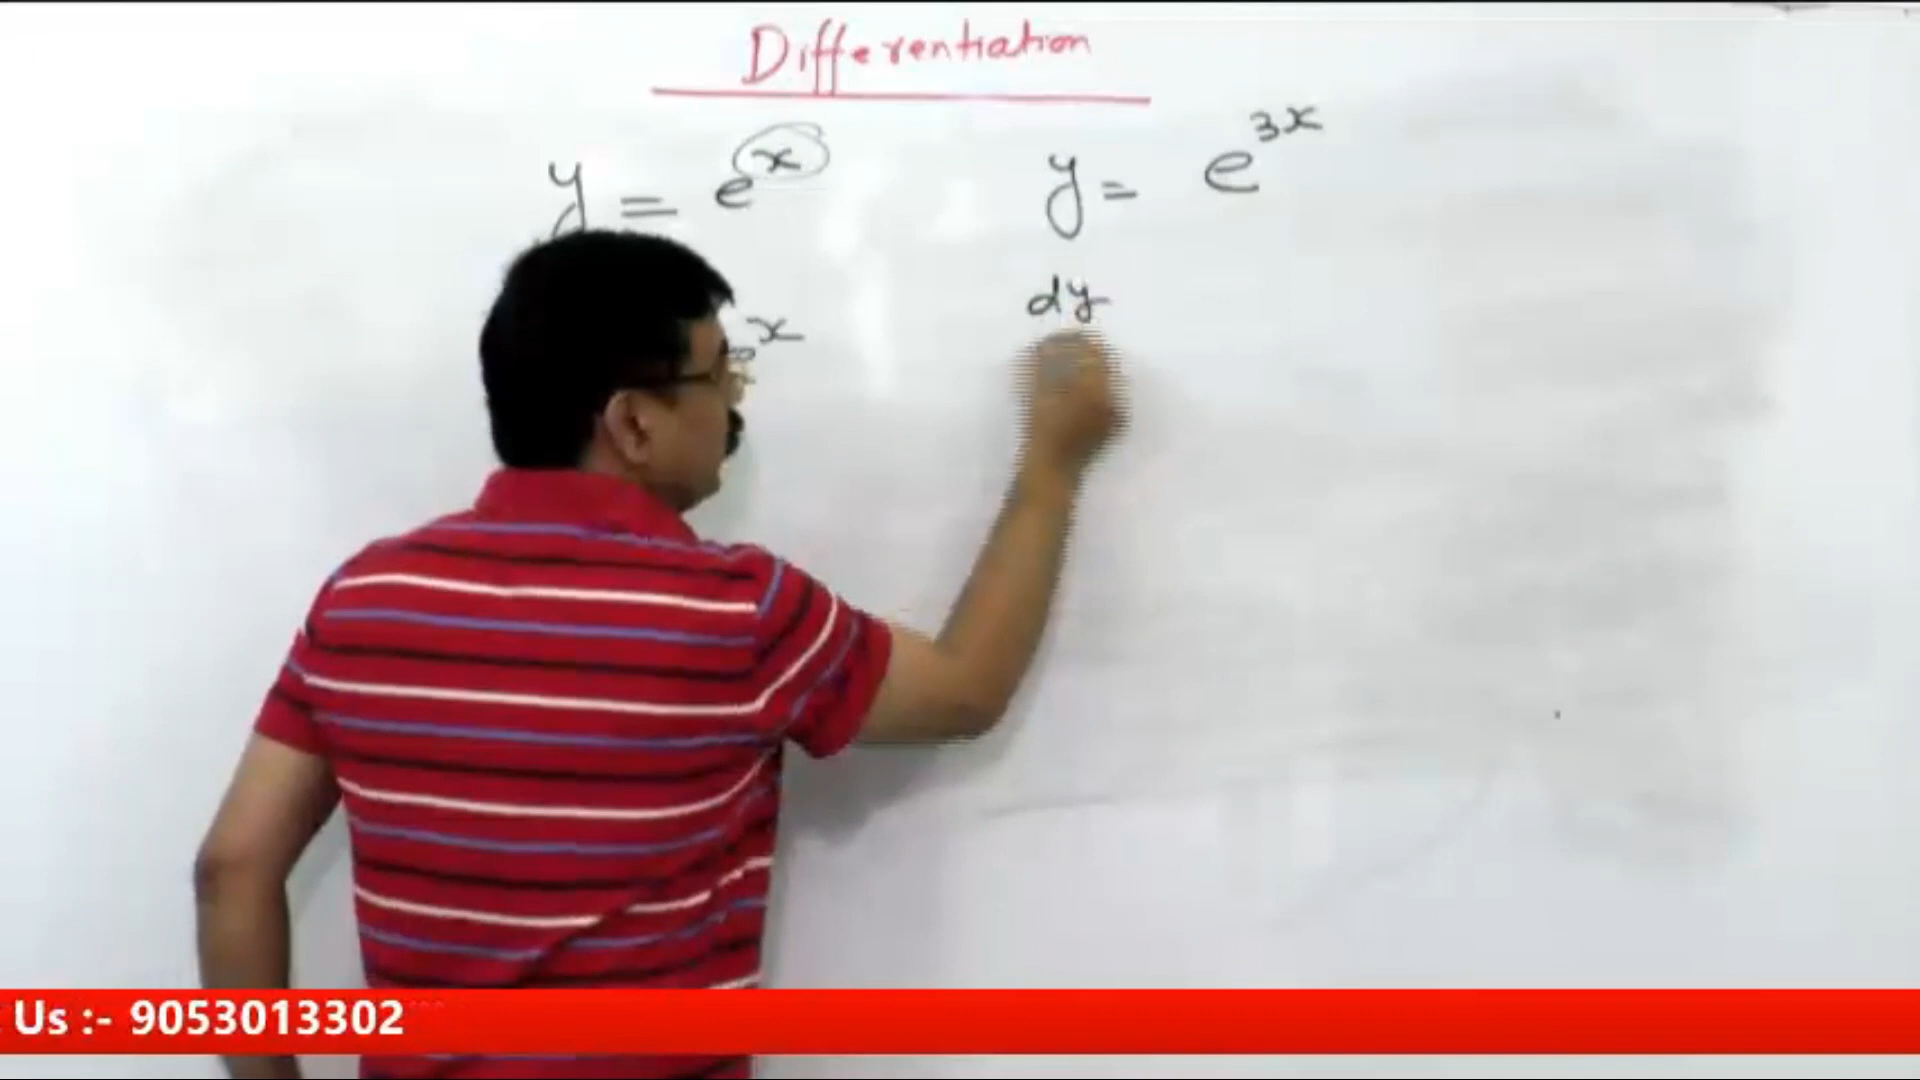 Differentiation
y = e^x
y = e^{3x}
x
dy
Us :- 9053013302